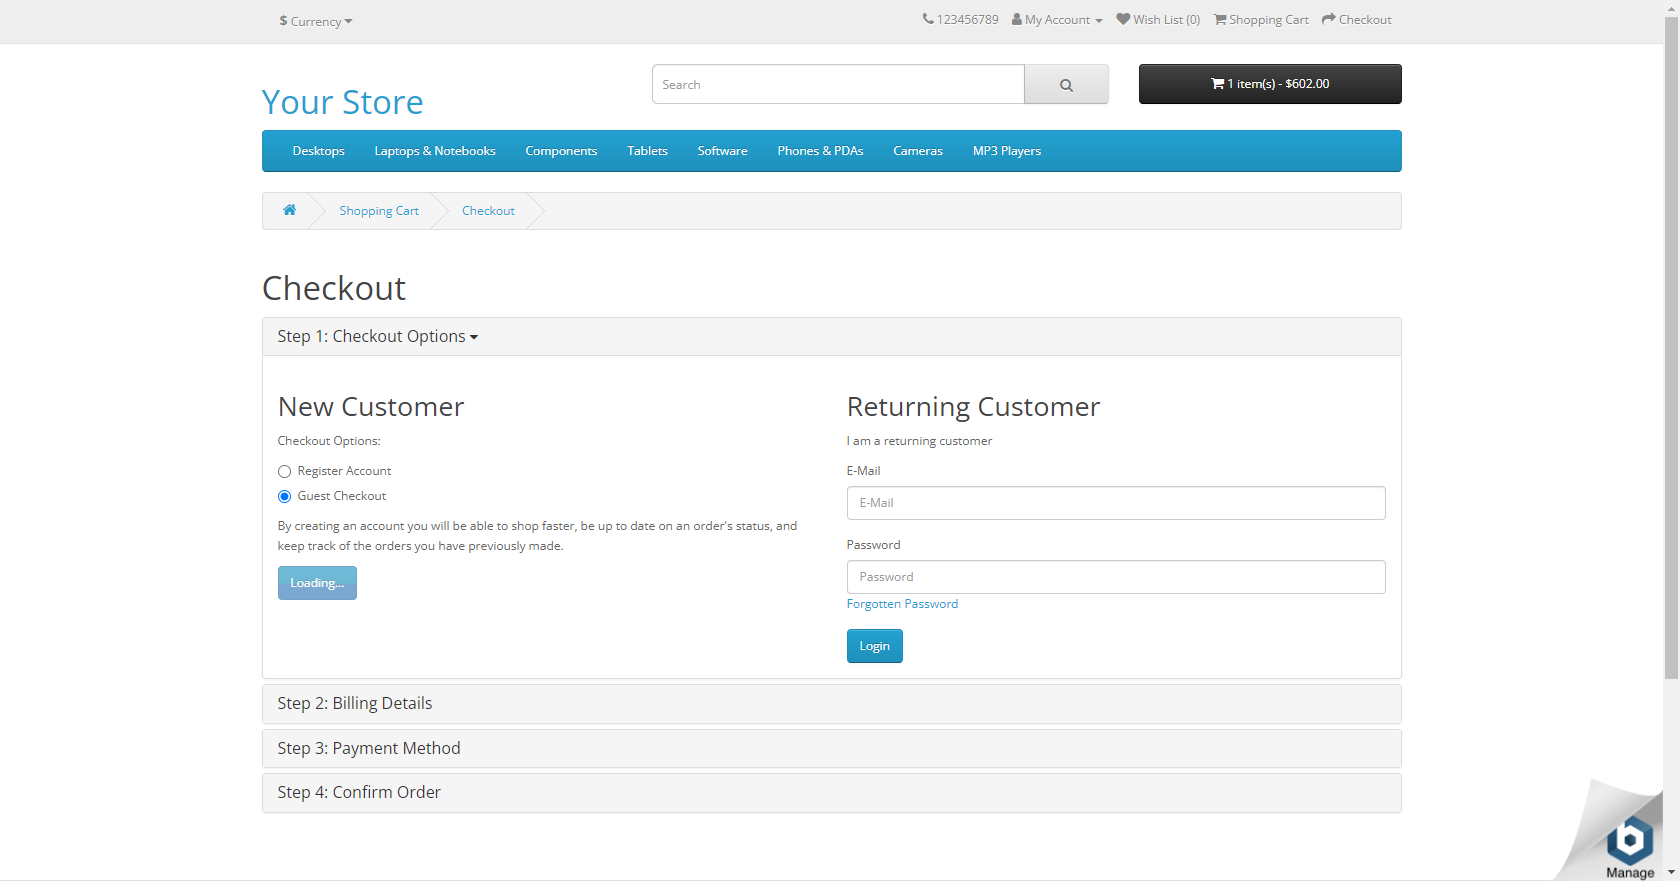 $ Currency
123456789 My Account Wish List (0) Shopping Cart Checkout
Your Store
Search
1 item(s) - $602.00
Desktops Laptops & Notebooks Components Tablets Software Phones & PDAs Cameras MP3 Players
Shopping Cart Checkout
Checkout
Step 1: Checkout Options
New Customer
Checkout Options:
Register Account
Guest Checkout
By creating an account you will be able to shop faster, be up to date on an order's status, and
keep track of the orders you have previously made.
Loading...
Returning Customer
I am a returning customer
E-Mail
E-Mail
Password
Password
Forgotten Password
Login
Step 2: Billing Details
Step 3: Payment Method
Step 4: Confirm Order
Manage